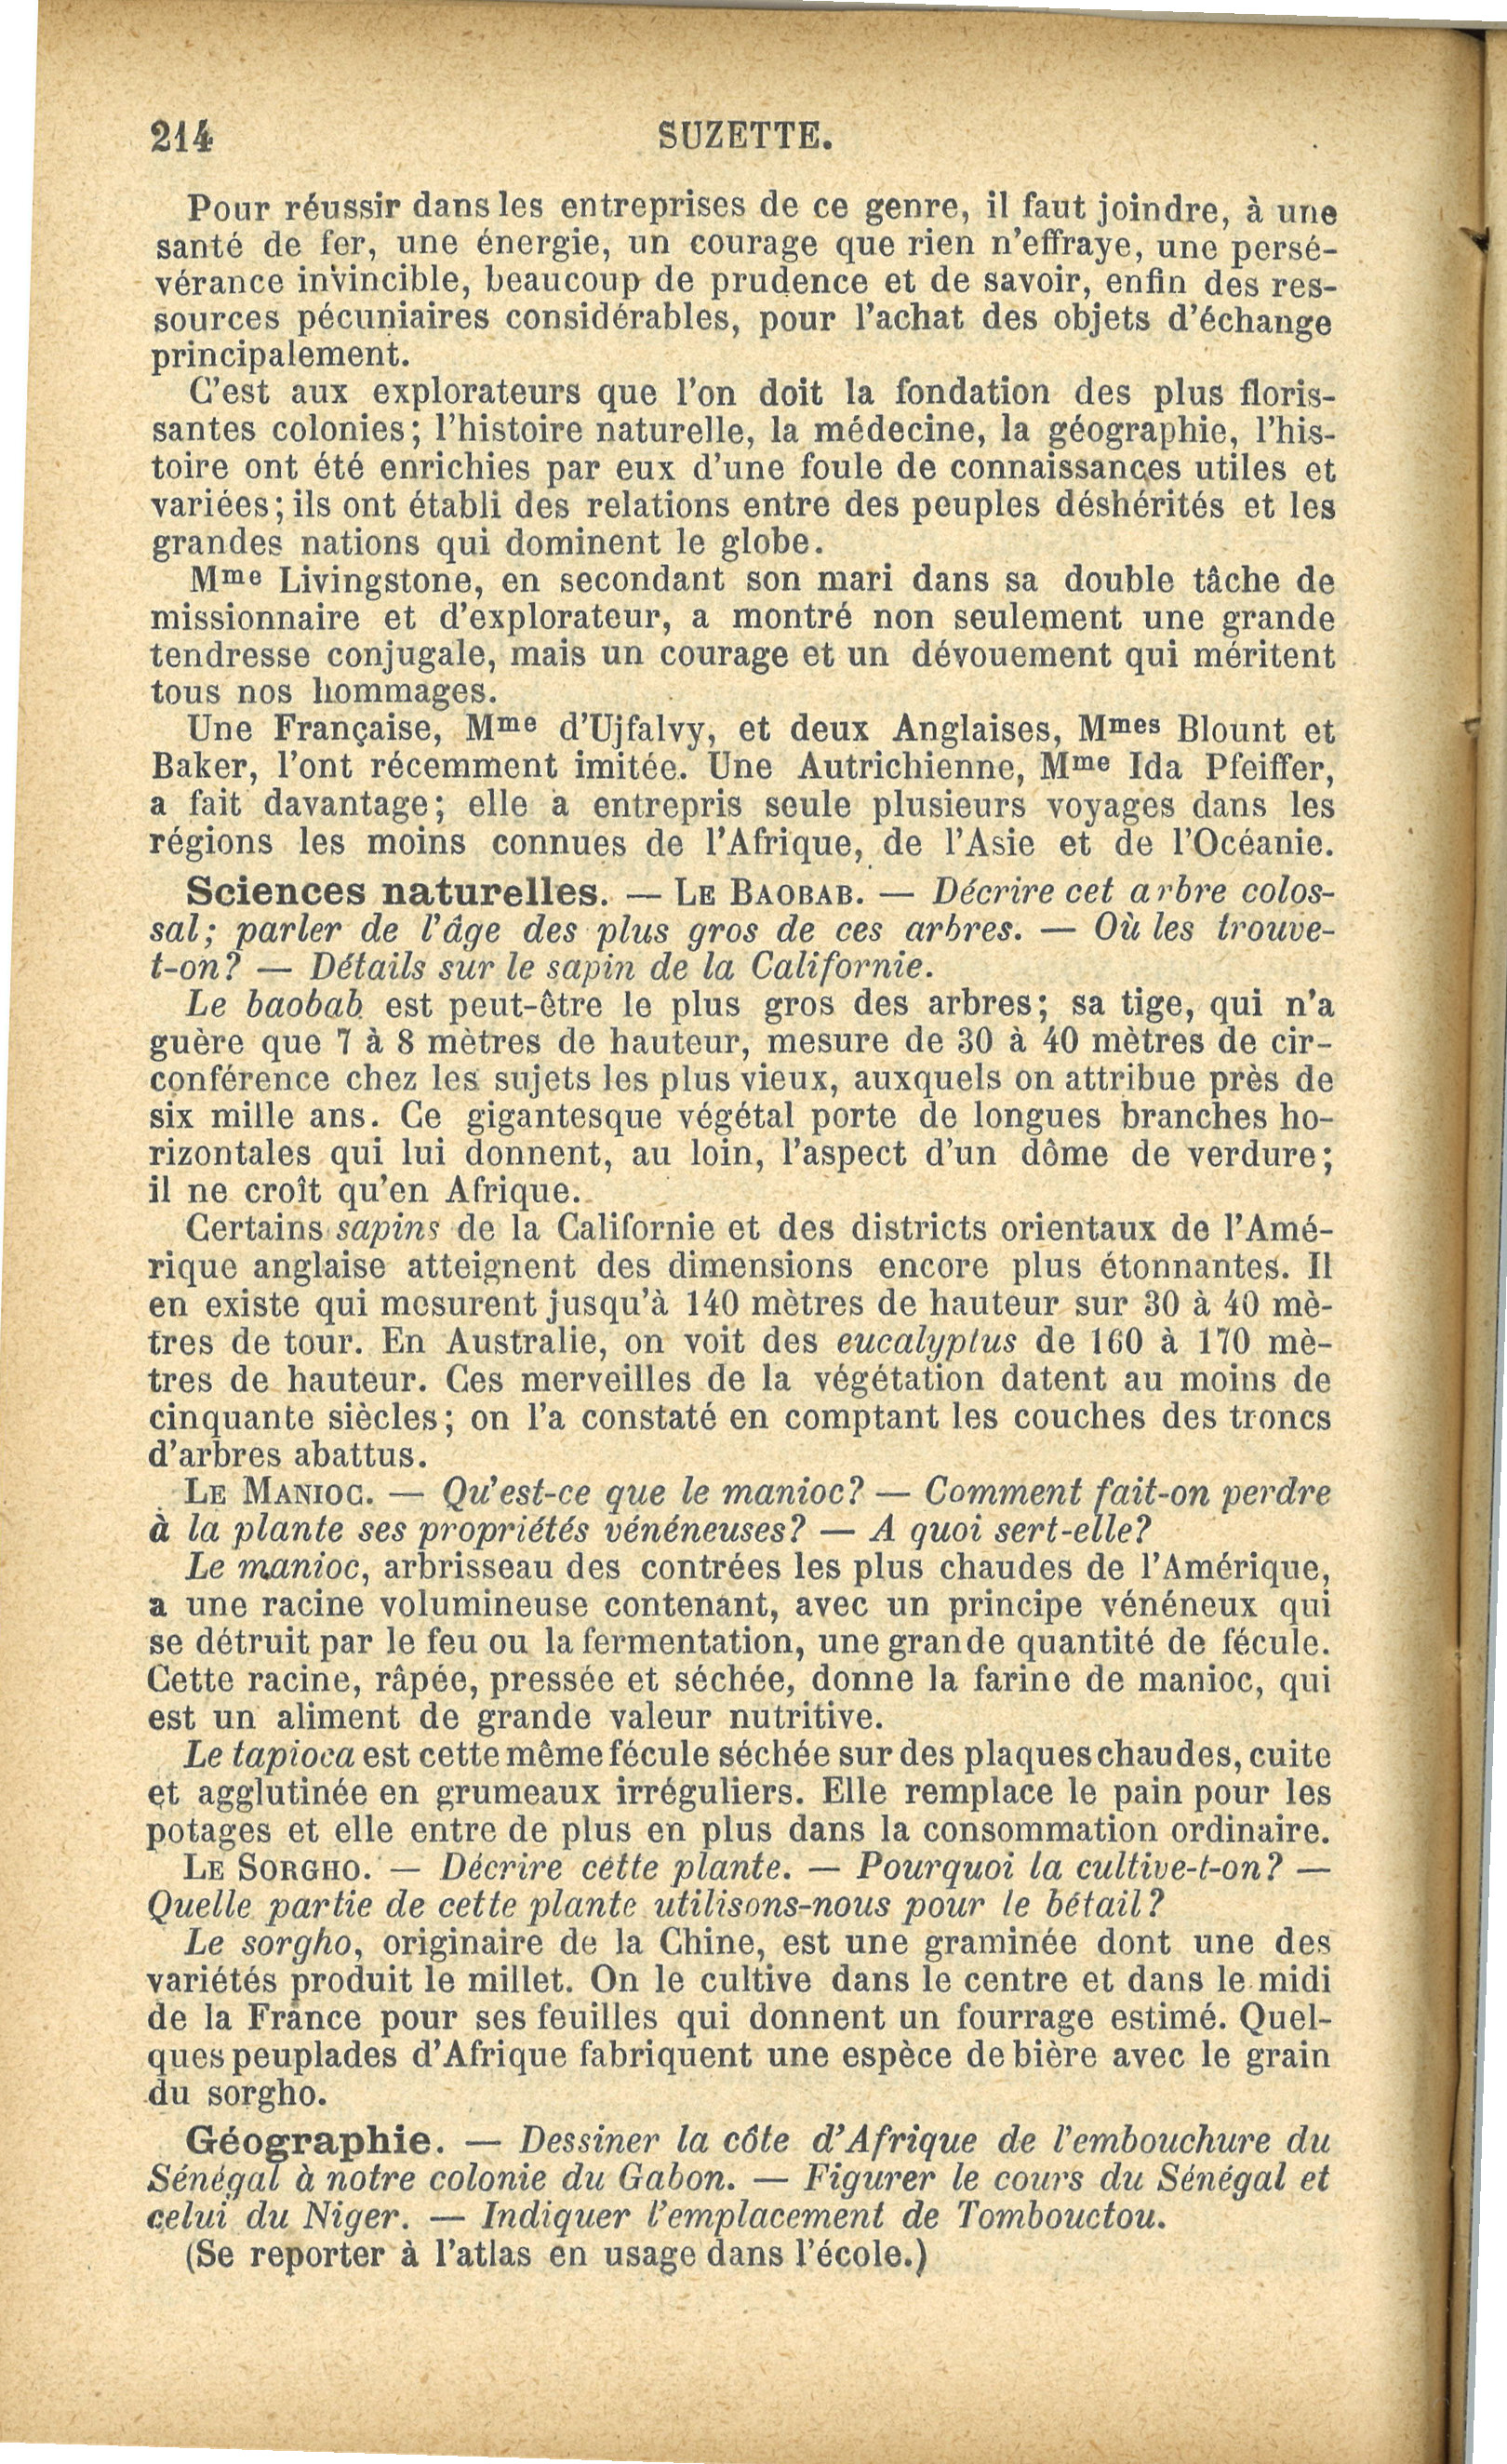 214 SUZETTE.
Pour réussir dans les entreprises de ce genre, il faut joindre, à une
santé de fer, une énergie, un courage que rien n'effraye, une persé-
vérance invincible, beaucoup de prudence et de savoir, enfin des res-
sources pécuniaires considérables, pour l'achat des objets d'échange
principalement.
C'est aux explorateurs que l'on doit la fondation des plus floris-
santes colonies; l'histoire naturelle, la médecine, la géographie, l'his-
toire ont été enrichies par eux d'une foule de connaissances utiles et
variées; ils ont établi des relations entre des peuples déshérités et les
grandes nations qui dominent le globe.
Mme Livingstone, en secondant son mari dans sa double tâche de
missionnaire et d'explorateur, a montré non seulement une grande
tendresse conjugale, mais un courage et un dévouement qui méritent
tous nos hommages.
Une Française, Mme d'Ujfalvy, et deux Anglaises, Mmes Blount et
Baker, l'ont récemment imitée. Une Autrichienne, Mme Ida Pfeiffer,
a fait davantage; elle a entrepris seule plusieurs voyages dans les
régions les moins connues de l'Afrique, de l'Asie et de l'Océanie.
Sciences naturelles. — LE BAOBAB. — Décrire cet arbre colos-
sal; parler de l'âge des plus gros de ces arbres. — Où les trouve-
t-on? — Détails sur le sapin de la Californie.
Le baobab est peut-être le plus gros des arbres; sa tige, qui n'a
guère que 7 à 8 mètres de hauteur, mesure de 30 à 40 mètres de cir-
conférence chez les sujets les plus vieux, auxquels on attribue près de
six mille ans. Ce gigantesque végétal porte de longues branches ho-
rizontales qui lui donnent, au loin, l'aspect d'un dôme de verdure;
il ne croît qu'en Afrique.
Certains sapins de la Californie et des districts orientaux de l'Amé-
rique anglaise atteignent des dimensions encore plus étonnantes. Il
en existe qui mesurent jusqu'à 140 mètres de hauteur sur 30 à 40 mè-
tres de tour. En Australie, on voit des eucalyptus de 160 à 170 mè-
tres de hauteur. Ces merveilles de la végétation datent au moins de
cinquante siècles; on l'a constaté en comptant les couches des troncs
d'arbres abattus.
LE MANIOC. — Qu'est-ce que le manioc? — Comment fait-on perdre
à la plante ses propriétés vénéneuses? — A quoi sert-elle?
Le manioc, arbrisseau des contrées les plus chaudes de l'Amérique,
a une racine volumineuse contenant, avec un principe vénéneux qui
se détruit par le feu ou la fermentation, une grande quantité de fécule.
Cette racine, râpée, pressée et séchée, donne la farine de manioc, qui
est un aliment de grande valeur nutritive.
Le tapioca est cette même fécule séchée sur des plaques chaudes, cuite
et agglutinée en grumeaux irréguliers. Elle remplace le pain pour les
potages et elle entre de plus en plus dans la consommation ordinaire.
LE SORGHO. — Décrire cette plante. — Pourquoi la cultive-t-on? —
Quelle partie de cette plante utilisons-nous pour le bétail?
Le sorgho, originaire de la Chine, est une graminée dont une des
variétés produit le millet. On le cultive dans le centre et dans le midi
de la France pour ses feuilles qui donnent un fourrage estimé. Quel-
ques peuplades d'Afrique fabriquent une espèce de bière avec le grain
du sorgho.
Géographie. — Dessiner la côte d'Afrique de l'embouchure du
Sénégal à notre colonie du Gabon. — Figurer le cours du Sénégal et
celui du Niger. — Indiquer l'emplacement de Tombouctou.
(Se reporter à l'atlas en usage dans l'école.)